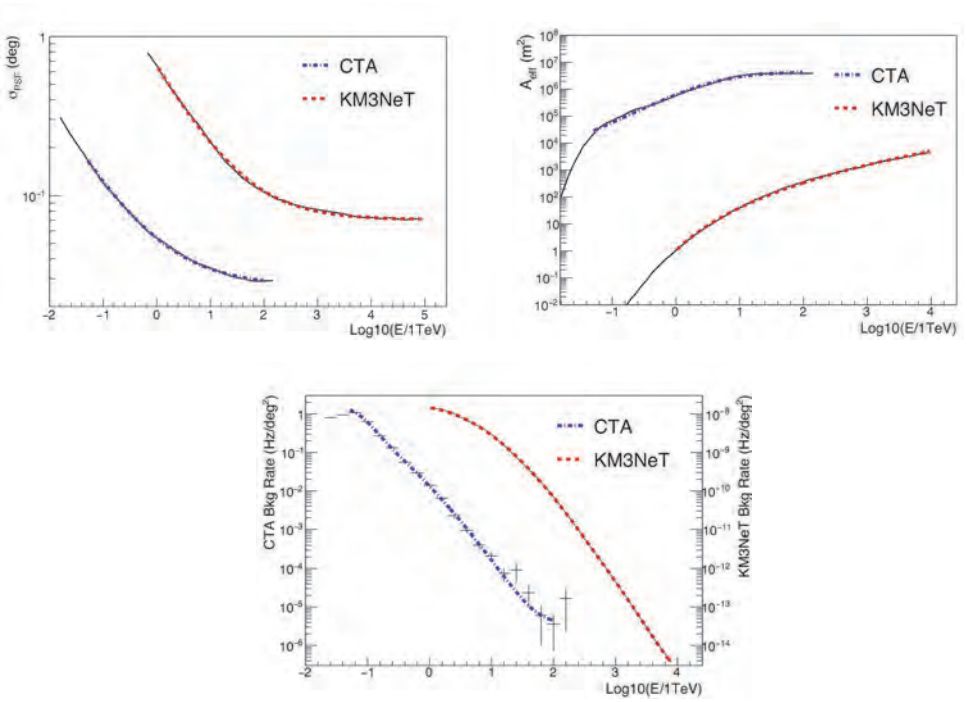 σPSF (deg)
1
10⁻¹
CTA
KM3NeT
−2 −1 0 1 2 3 4 5
Log10(E/1TeV)
Aeff (m²)
10⁸
10⁷
10⁶
10⁵
10⁴
10³
10²
10
1
10⁻¹
10⁻²
CTA
KM3NeT
−1 0 1 2 3 4
Log10(E/1TeV)
CTA Bkg Rate (Hz/deg²)
1
10⁻¹
10⁻²
10⁻³
10⁻⁴
10⁻⁵
10⁻⁶
CTA
KM3NeT
10⁻⁸
10⁻⁹
10⁻¹⁰
10⁻¹¹
10⁻¹²
10⁻¹³
10⁻¹⁴
KM3NeT Bkg Rate (Hz/deg²)
−2 −1 0 1 2 3 4
Log10(E/1TeV)